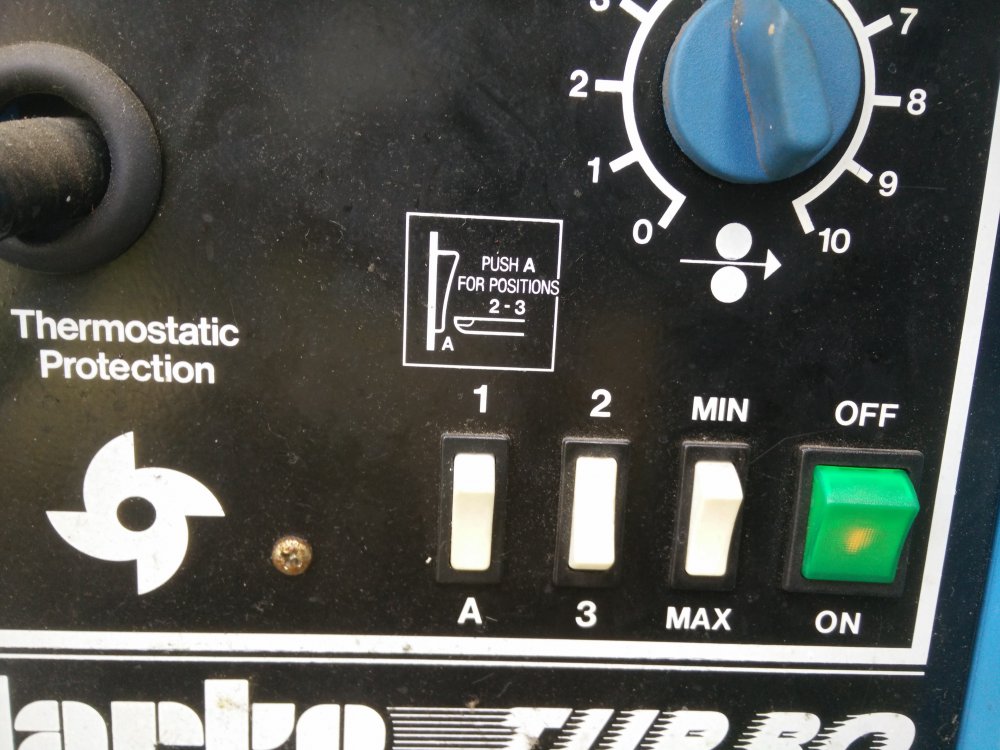 7
2
8
1
9
0
10
PUSH A
FOR POSITIONS
2 - 3
A
Thermostatic
Protection
1
2
MIN
OFF
A
3
MAX
ON
TURBO